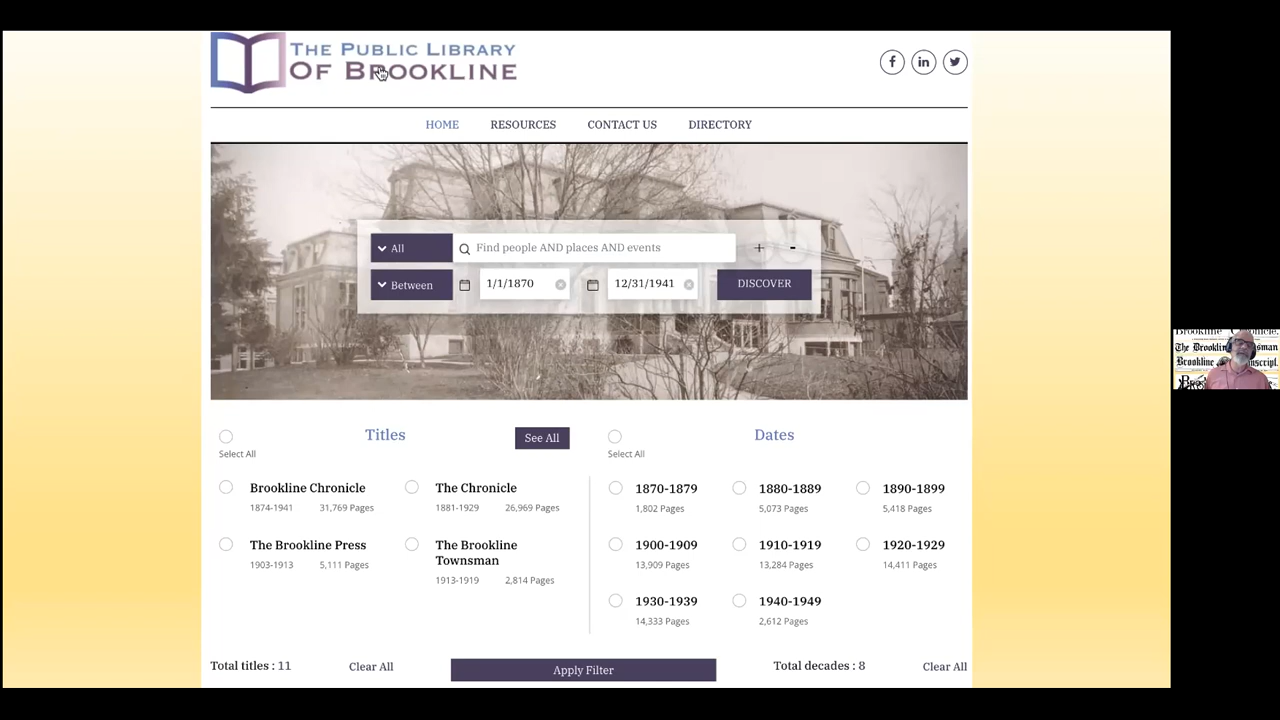 THE PUBLIC LIBRARY
OF BROOKLINE
HOME RESOURCES CONTACT US DIRECTORY
All Find people AND places AND events + -
Between 1/1/1870 12/31/1941 DISCOVER
Titles See All
Select All
Brookline Chronicle
1874-1941 31,769 Pages
The Chronicle
1881-1929 26,969 Pages
The Brookline Press
1903-1913 5,111 Pages
The Brookline
Townsman
1913-1919 2,814 Pages
Dates
Select All
1870-1879 1880-1889 1890-1899
1,802 Pages 5,073 Pages 5,418 Pages
1900-1909 1910-1919 1920-1929
13,909 Pages 13,284 Pages 14,411 Pages
1930-1939 1940-1949
14,333 Pages 2,612 Pages
Total titles : 11 Clear All Apply Filter Total decades : 8 Clear All
Brookline Chronicle.
The Brookline
Brookline